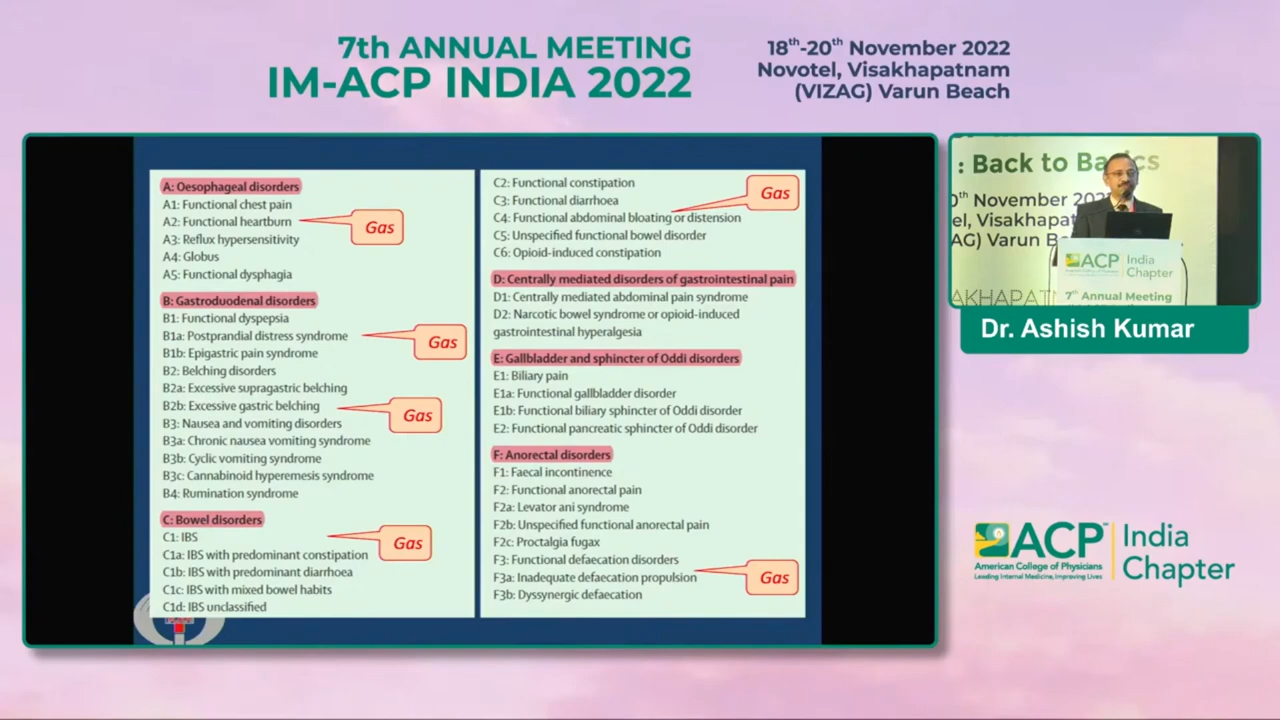 7th ANNUAL MEETING
IM-ACP INDIA 2022
18th-20th November 2022
Novotel, Visakhapatnam
(VIZAG) Varun Beach
A: Oesophageal disorders
A1: Functional chest pain
A2: Functional heartburn
Gas
A3: Reflux hypersensitivity
A4: Globus
A5: Functional dysphagia
B: Gastroduodenal disorders
B1: Functional dyspepsia
B1a: Postprandial distress syndrome
Gas
B1b: Epigastric pain syndrome
B2: Belching disorders
B2a: Excessive supragastric belching
B2b: Excessive gastric belching
Gas
B3: Nausea and vomiting disorders
B3a: Chronic nausea vomiting syndrome
B3b: Cyclic vomiting syndrome
B3c: Cannabinoid hyperemesis syndrome
B4: Rumination syndrome
C: Bowel disorders
C1: IBS
Gas
C1a: IBS with predominant constipation
C1b: IBS with predominant diarrhoea
C1c: IBS with mixed bowel habits
C1d: IBS unclassified
C2: Functional constipation
Gas
C3: Functional diarrhoea
C4: Functional abdominal bloating or distension
C5: Unspecified functional bowel disorder
C6: Opioid-induced constipation
D: Centrally mediated disorders of gastrointestinal pain
D1: Centrally mediated abdominal pain syndrome
D2: Narcotic bowel syndrome or opioid-induced
gastrointestinal hyperalgesia
E: Gallbladder and sphincter of Oddi disorders
E1: Biliary pain
E1a: Functional gallbladder disorder
E1b: Functional biliary sphincter of Oddi disorder
E2: Functional pancreatic sphincter of Oddi disorder
F: Anorectal disorders
F1: Faecal incontinence
F2: Functional anorectal pain
F2a: Levator ani syndrome
F2b: Unspecified functional anorectal pain
F2c: Proctalgia fugax
F3: Functional defaecation disorders
F3a: Inadequate defaecation propulsion
Gas
F3b: Dyssynergic defaecation
: Back to Basics
November 202
el, Visakhapat
AG) Varun B
ACP India
Chapter
7th Annual Meeting
AKHAPAT
Dr. Ashish Kumar
ACP India
American College of Physicians Chapter
Leading Internal Medicine, Improving Lives